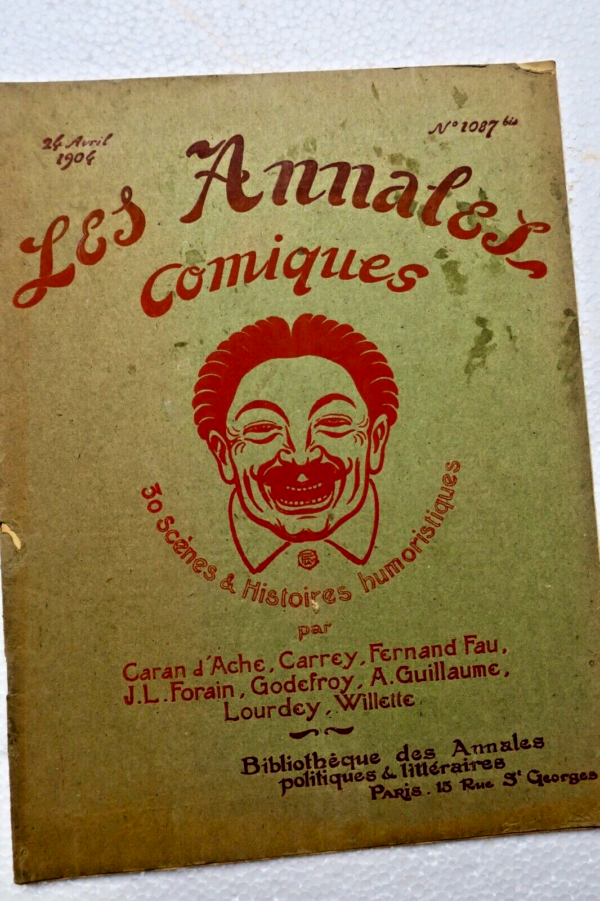 24 Avril
1904
N° 1087 bis
Les Annales
Comiques
30 Scènes & Histoires humoristiques
par
Caran d'Ache, Carrey, Fernand Fau,
J.L. Forain, Godefroy, A. Guillaume,
Lourdey, Willette
Bibliothèque des Annales
politiques & littéraires
Paris. 15 Rue St Georges